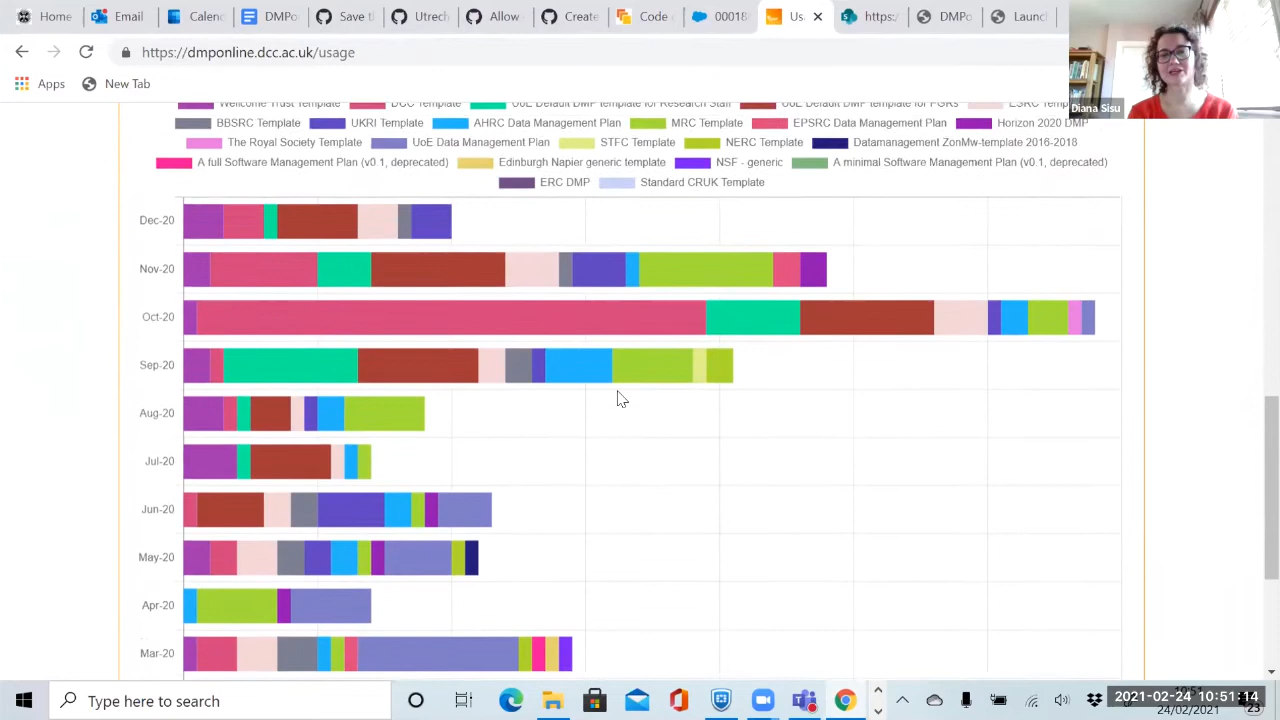 Home
Email
Calen
DMPo
Save t
Utrech
Allow
Create
Code
00018
Us
https:/
DMPo
Launc
https://dmponline.dcc.ac.uk/usage
Apps New Tab
Diana Sisu
Wellcome Trust Template DCC Template UoE Default DMP template for Research Staff UoE Default DMP template for PGRs ESRC Temp
BBSRC Template UKRI Template AHRC Data Management Plan MRC Template EPSRC Data Management Plan Horizon 2020 DMP
The Royal Society Template UoE Data Management Plan STFC Template NERC Template Datamanagement ZonMw-template 2016-2018
A full Software Management Plan (v0.1, deprecated) Edinburgh Napier generic template NSF - generic A minimal Software Management Plan (v0.1, deprecated)
ERC DMP Standard CRUK Template
Dec-20
Nov-20
Oct-20
Sep-20
Aug-20
Jul-20
Jun-20
May-20
Apr-20
Mar-20
Type here to search
2021-02-24 10:51:14
24/02/2021
23